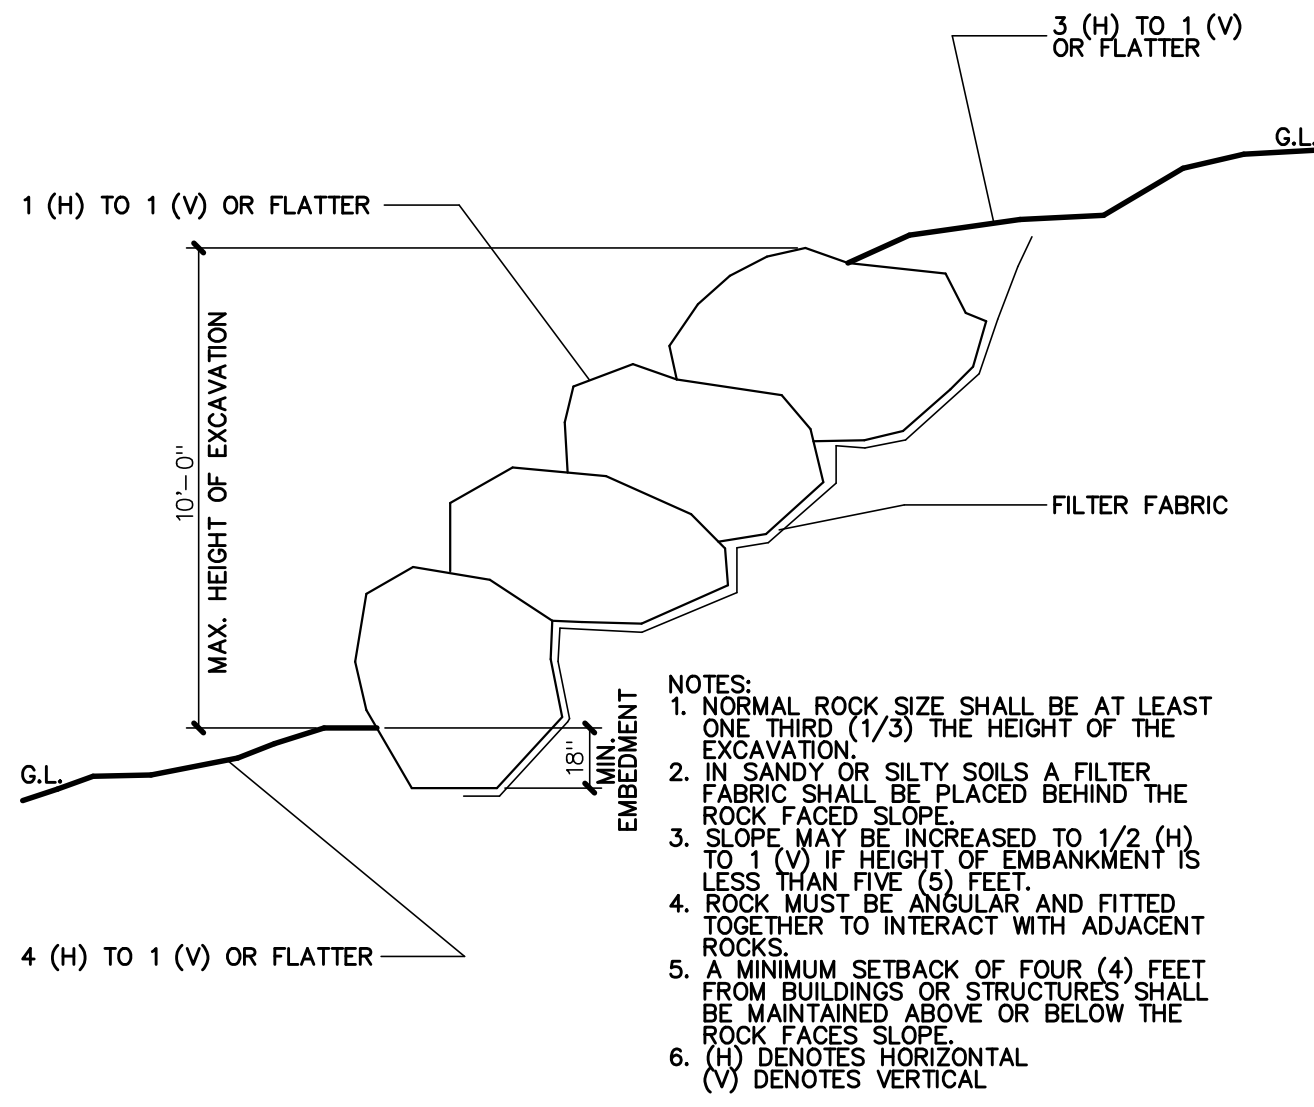 3 (H) TO 1 (V)
OR FLATTER
G.L.
1 (H) TO 1 (V) OR FLATTER
10'-0"
MAX. HEIGHT OF EXCAVATION
FILTER FABRIC
G.L.
18"
MIN.
EMBEDMENT
4 (H) TO 1 (V) OR FLATTER
NOTES:
1. NORMAL ROCK SIZE SHALL BE AT LEAST
ONE THIRD (1/3) THE HEIGHT OF THE
EXCAVATION.
2. IN SANDY OR SILTY SOILS A FILTER
FABRIC SHALL BE PLACED BEHIND THE
ROCK FACED SLOPE.
3. SLOPE MAY BE INCREASED TO 1/2 (H)
TO 1 (V) IF HEIGHT OF EMBANKMENT IS
LESS THAN FIVE (5) FEET.
4. ROCK MUST BE ANGULAR AND FITTED
TOGETHER TO INTERACT WITH ADJACENT
ROCKS.
5. A MINIMUM SETBACK OF FOUR (4) FEET
FROM BUILDINGS OR STRUCTURES SHALL
BE MAINTAINED ABOVE OR BELOW THE
ROCK FACES SLOPE.
6. (H) DENOTES HORIZONTAL
(V) DENOTES VERTICAL